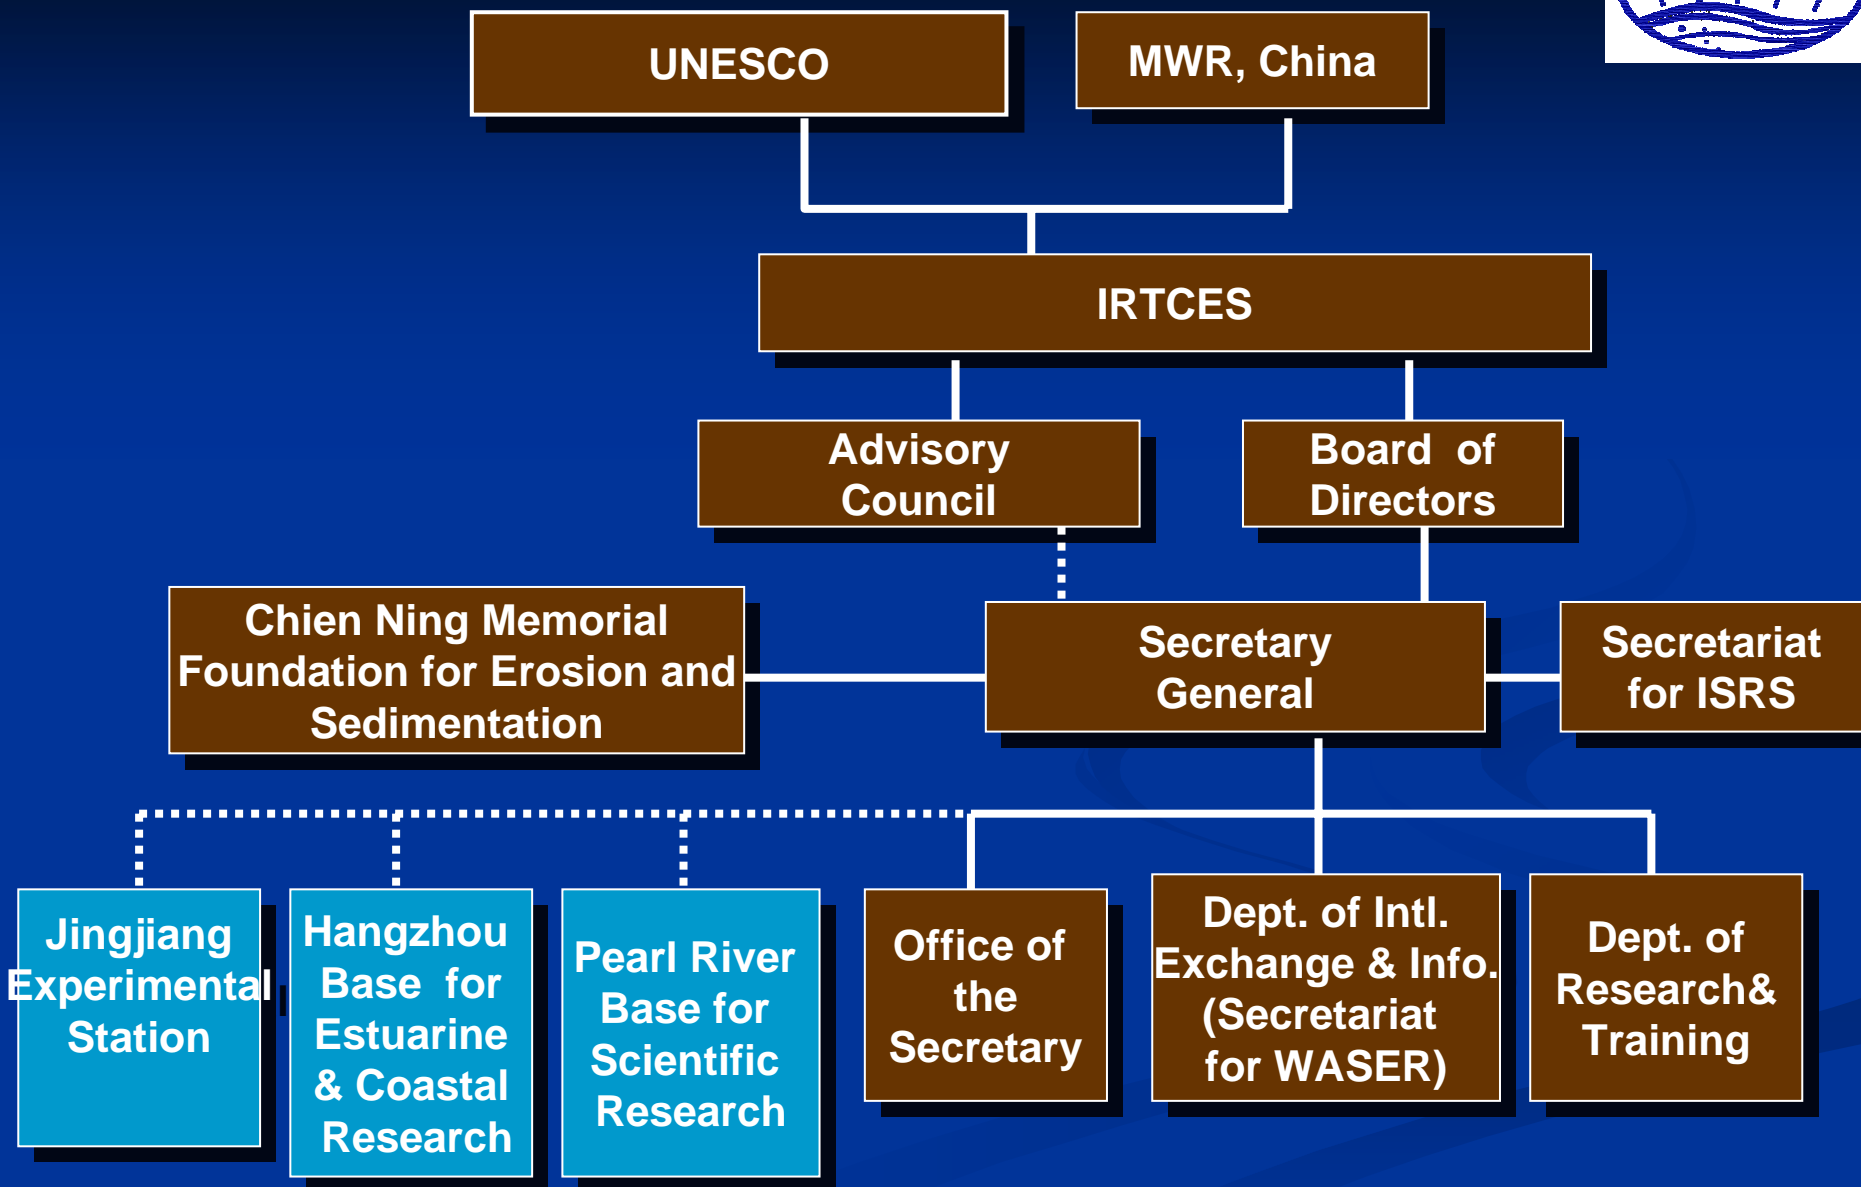 UNESCO
MWR, China
IRTCES
Advisory
Council
Board of
Directors
Chien Ning Memorial
Foundation for Erosion and
Sedimentation
Secretary
General
Secretariat
for ISRS
Jingjiang
Experimental
Station
Hangzhou
Base for
Estuarine
& Coastal
Research
Pearl River
Base for
Scientific
Research
Office of
the
Secretary
Dept. of Intl.
Exchange & Info.
(Secretariat
for WASER)
Dept. of
Research&
Training